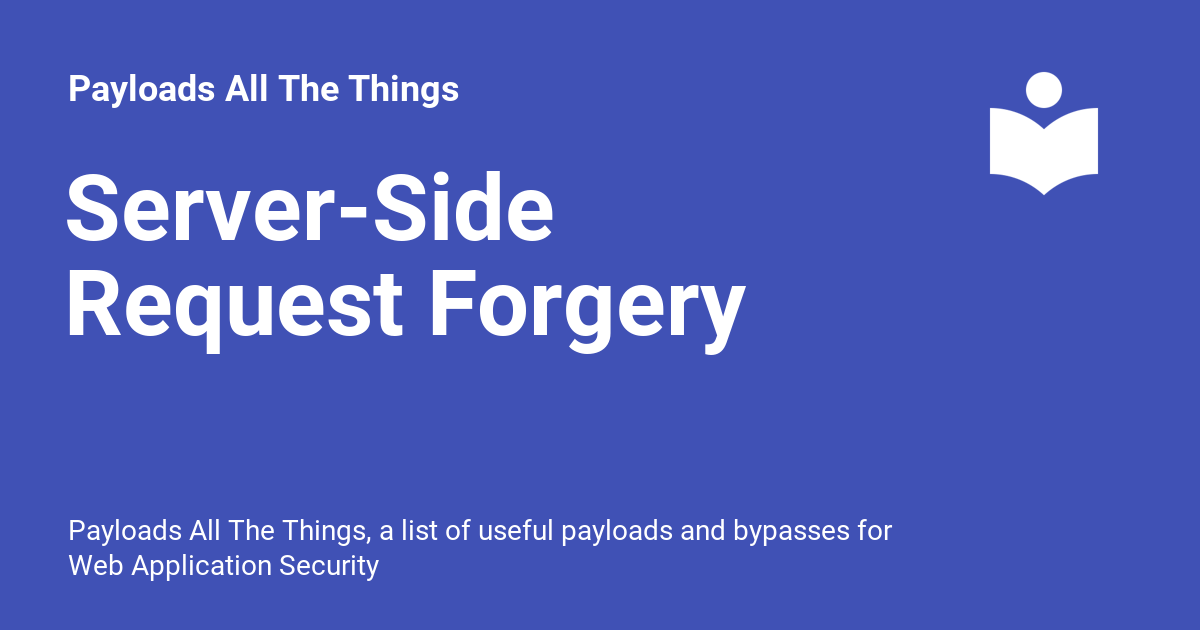 Payloads All The Things
Server-Side
Request Forgery
Payloads All The Things, a list of useful payloads and bypasses for
Web Application Security